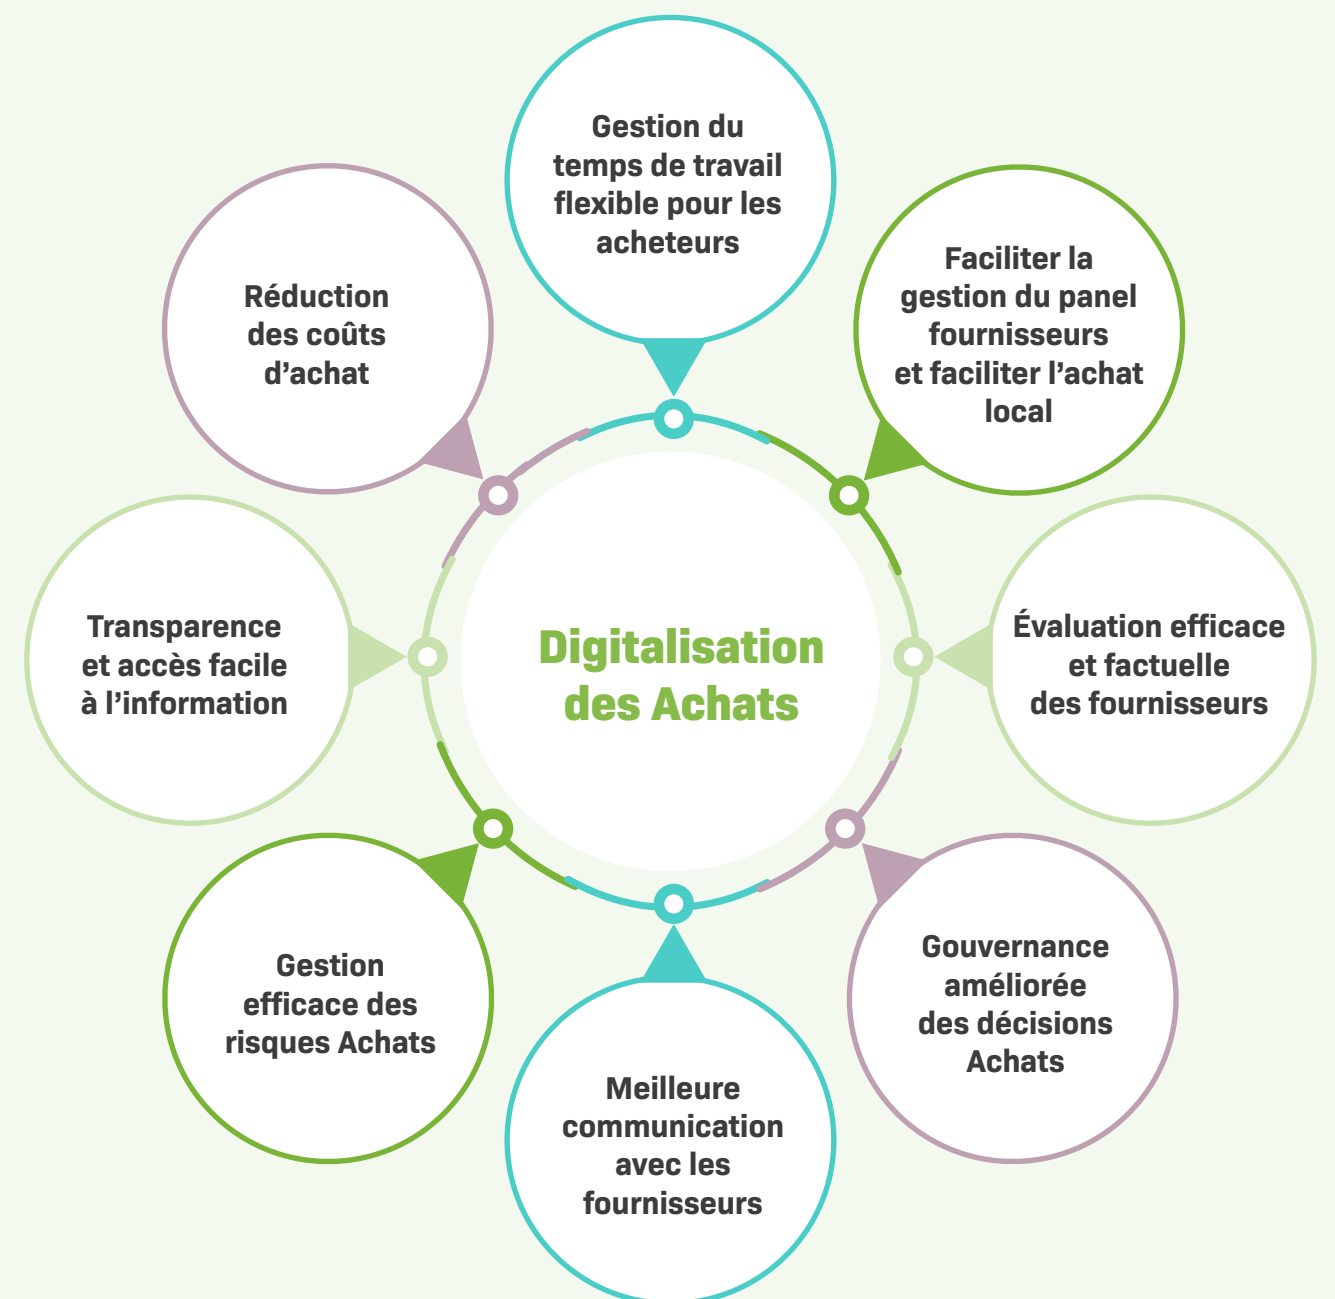 Gestion du
temps de travail
flexible pour les
acheteurs
Faciliter la
gestion du panel
fournisseurs
et faciliter l’achat
local
Évaluation efficace
et factuelle
des fournisseurs
Gouvernance
améliorée
des décisions
Achats
Meilleure
communication
avec les
fournisseurs
Gestion
efficace des
risques Achats
Transparence
et accès facile
à l’information
Réduction
des coûts
d’achat
Digitalisation
des Achats